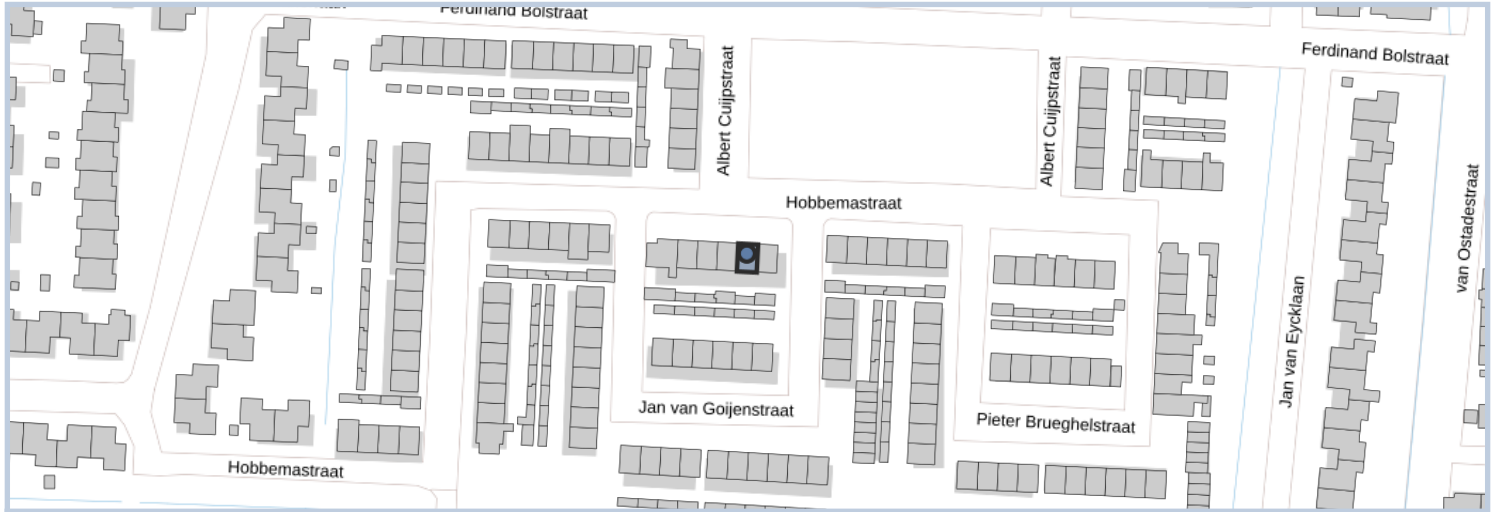 Ferdinand Bolstraat
Ferdinand Bolstraat
Albert Cuijpstraat
Albert Cuijpstraat
Hobbemastraat
van Ostadestraat
Jan van Eycklaan
Jan van Goijenstraat
Pieter Brueghelstraat
Hobbemastraat